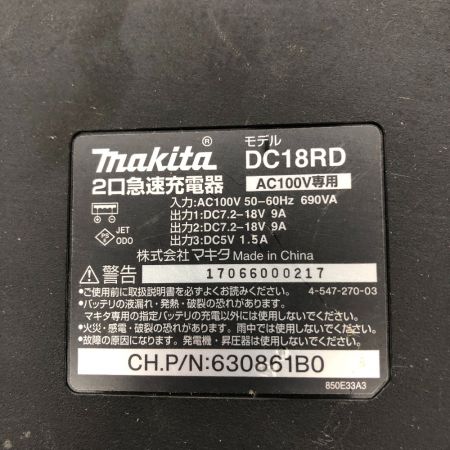 makita® モデル DC18RD
2口急速充電器 AC100V専用
入力:AC100V 50-60Hz 690VA
出力1:DC7.2-18V 9A
出力2:DC7.2-18V 9A
出力3:DC5V 1.5A
PS E JET ODO
株式会社マキタ Made in China
⚠警告 17066000217
●ご使用前に取扱説明書を必ずよくお読みください。 4-547-270-03
●バッテリの液漏れ・発熱・破裂の恐れがあります。
マキタ専用の指定バッテリの充電以外には使用しないでください。
●火災・感電・破裂の恐れがあります。雨中では使用しないでください。
●故障の原因になります。発電機・昇圧器は使用しないでください。
CH.P/N:630861B0
850E33A3